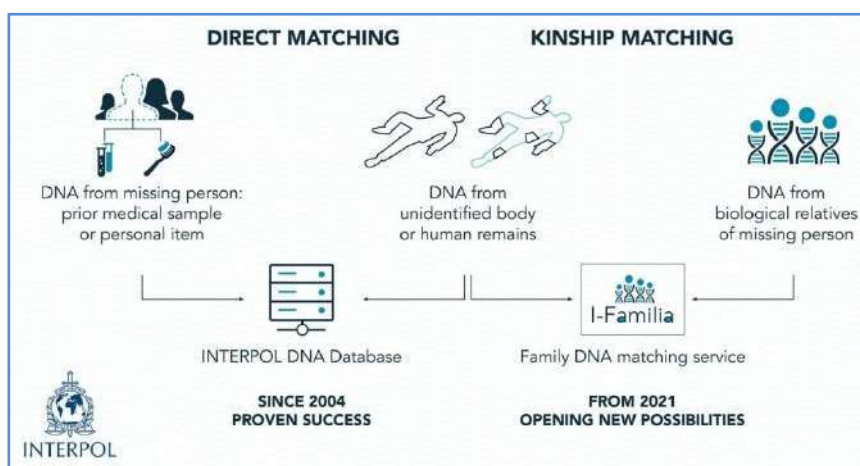 DIRECT MATCHING
KINSHIP MATCHING
DNA from missing person:
prior medical sample
or personal item
DNA from
unidentified body
or human remains
DNA from
biological relatives
of missing person
I-Familia
INTERPOL DNA Database
Family DNA matching service
SINCE 2004
PROVEN SUCCESS
FROM 2021
OPENING NEW POSSIBILITIES
INTERPOL